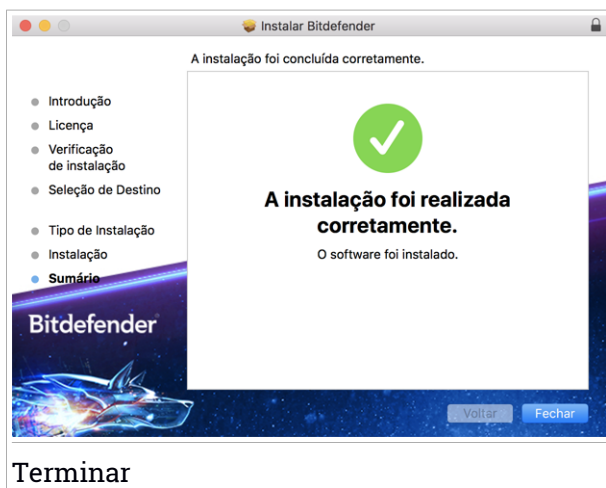 Instalar Bitdefender
A instalação foi concluída corretamente.
Introdução
Licença
Verificação
de instalação
Seleção de Destino
Tipo de Instalação
Instalação
Sumário
Bitdefender
A instalação foi realizada
corretamente.
O software foi instalado.
Voltar
Fechar
Terminar